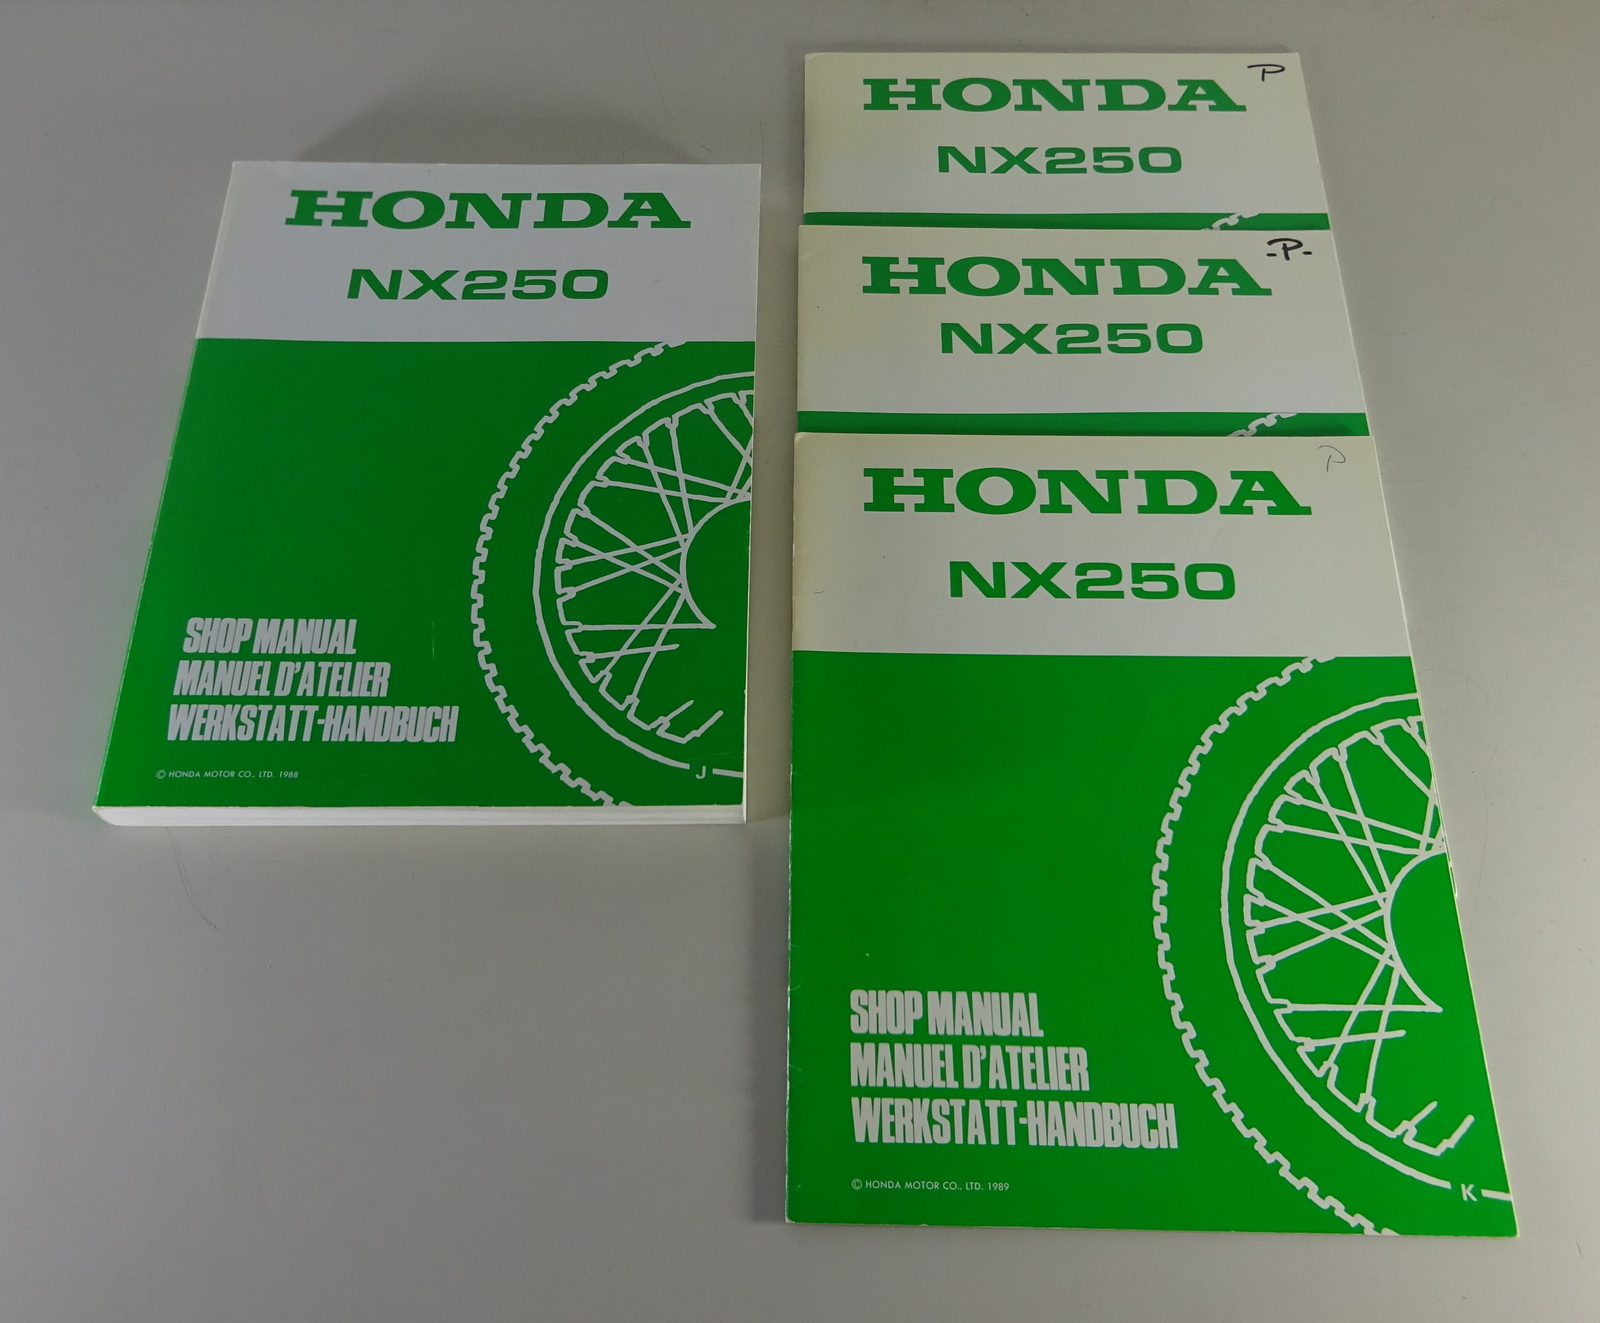 HONDA
NX250
SHOP MANUAL
MANUEL D'ATELIER
WERKSTATT-HANDBUCH
© HONDA MOTOR CO., LTD. 1988
J
HONDA P
NX250
HONDA -P-
NX250
HONDA P
NX250
SHOP MANUAL
MANUEL D'ATELIER
WERKSTATT-HANDBUCH
© HONDA MOTOR CO., LTD. 1989
K